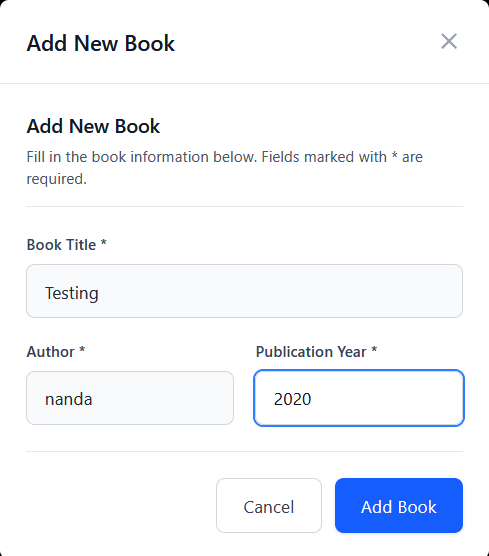 Add New Book
Add New Book
Fill in the book information below. Fields marked with * are
required.
Book Title *
Testing
Author *
Publication Year *
nanda
2020
Cancel
Add Book